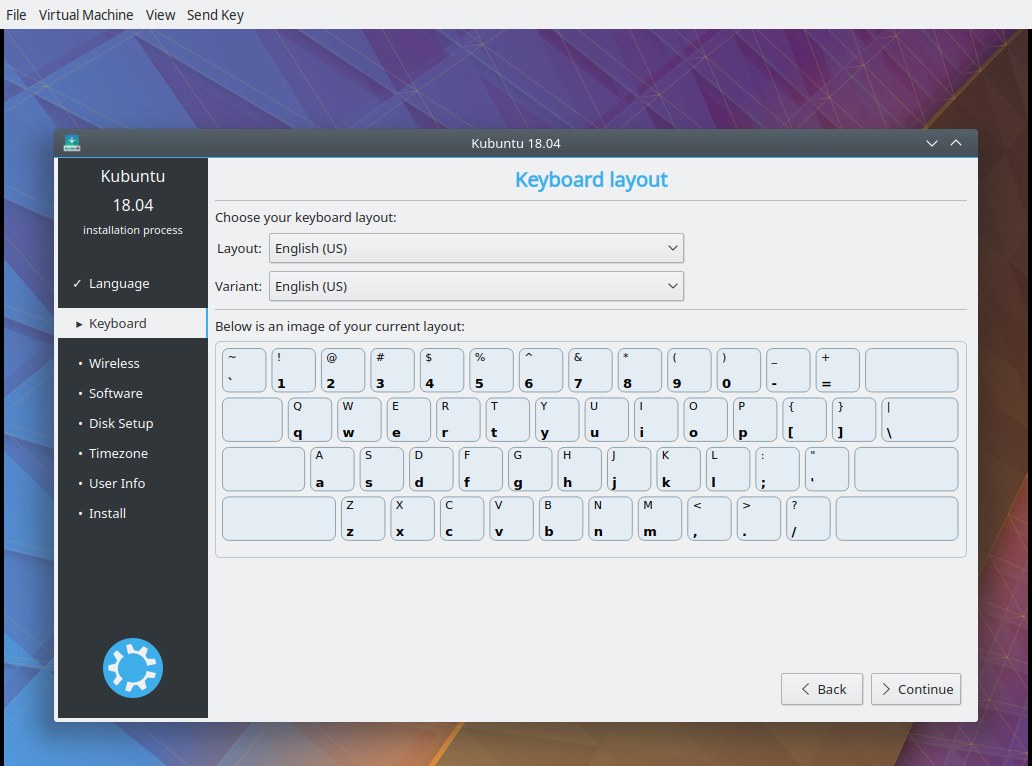 File Virtual Machine View Send Key
Kubuntu 18.04
Kubuntu
18.04
installation process
✓ Language
▸ Keyboard
• Wireless
• Software
• Disk Setup
• Timezone
• User Info
• Install
Keyboard layout
Choose your keyboard layout:
Layout: English (US)
Variant: English (US)
Below is an image of your current layout:
~ ! @ # $ % ^ & * ( ) _ +
` 1 2 3 4 5 6 7 8 9 0 - =
Q W E R T Y U I O P { } |
q w e r t y u i o p [ ] \
A S D F G H J K L : "
a s d f g h j k l ; '
Z X C V B N M < > ?
z x c v b n m , . /
Back Continue